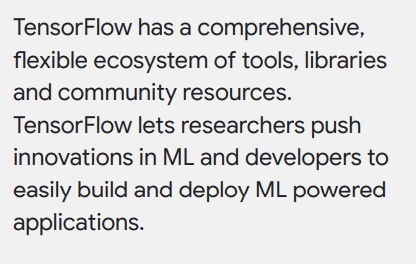 TensorFlow has a comprehensive,
flexible ecosystem of tools, libraries
and community resources.
TensorFlow lets researchers push
innovations in ML and developers to
easily build and deploy ML powered
applications.